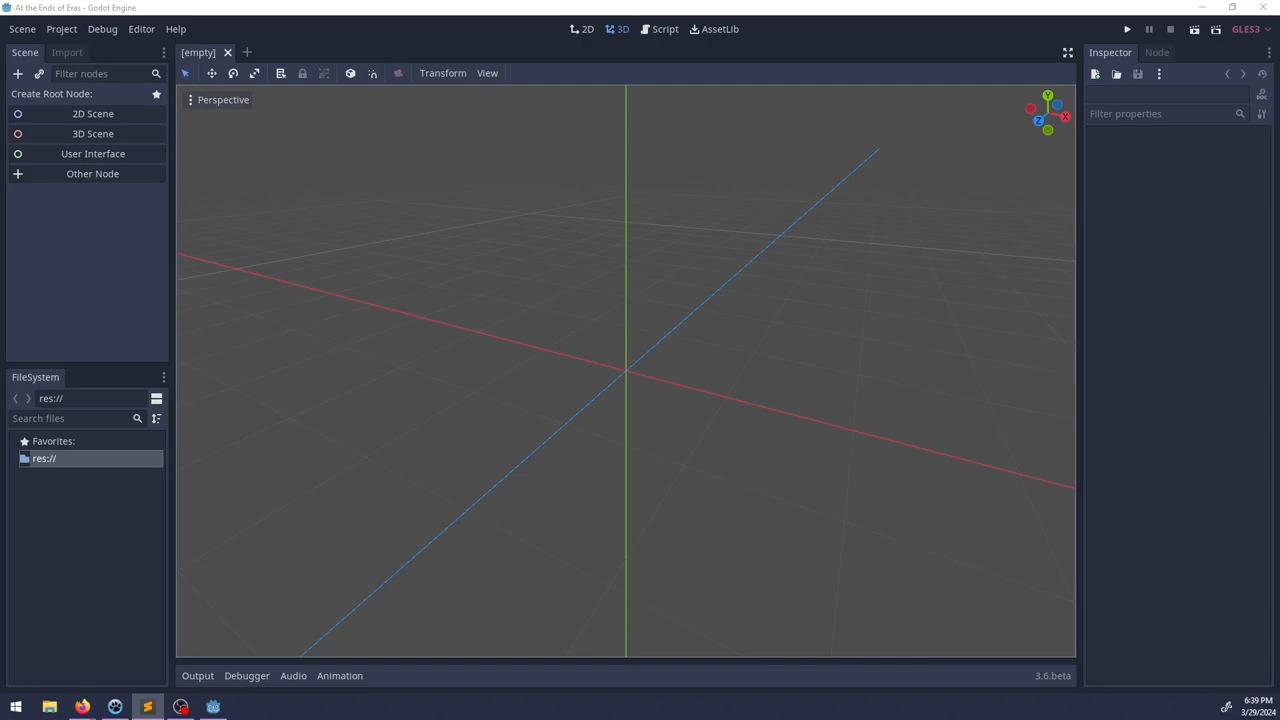 At the Ends of Eras - Godot Engine
Scene Project Debug Editor Help
2D 3D Script AssetLib
GLES3
Scene Import
[empty]
Inspector Node
Filter nodes
Transform View
Create Root Node:
Perspective
Y
X
Z
2D Scene
Filter properties
3D Scene
User Interface
Other Node
FileSystem
res://
Search files
Favorites:
res://
Output Debugger Audio Animation
3.6.beta
6:39 PM
3/29/2024